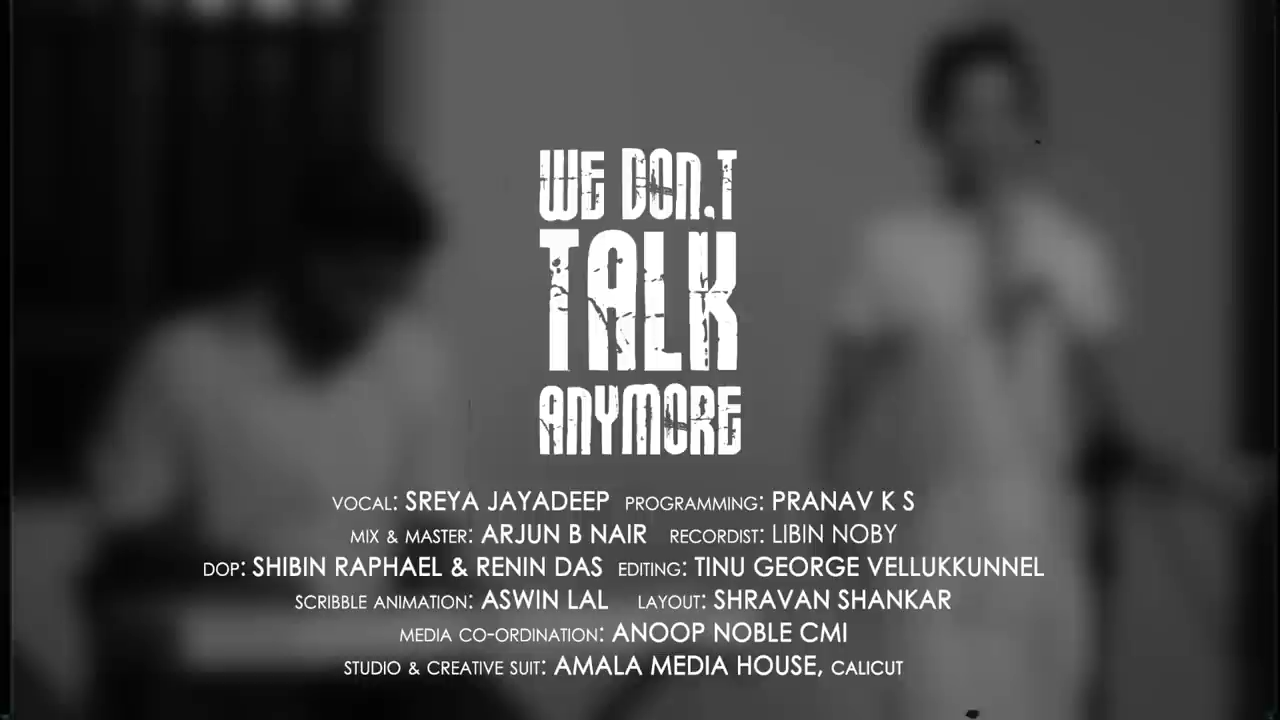 WE DON.T
TALK
ANYMORE
VOCAL: SREYA JAYADEEP PROGRAMMING: PRANAV K S
MIX & MASTER: ARJUN B NAIR RECORDIST: LIBIN NOBY
DOP: SHIBIN RAPHAEL & RENIN DAS EDITING: TINU GEORGE VELLUKKUNNEL
SCRIBBLE ANIMATION: ASWIN LAL LAYOUT: SHRAVAN SHANKAR
MEDIA CO-ORDINATION: ANOOP NOBLE CMI
STUDIO & CREATIVE SUIT: AMALA MEDIA HOUSE, CALICUT